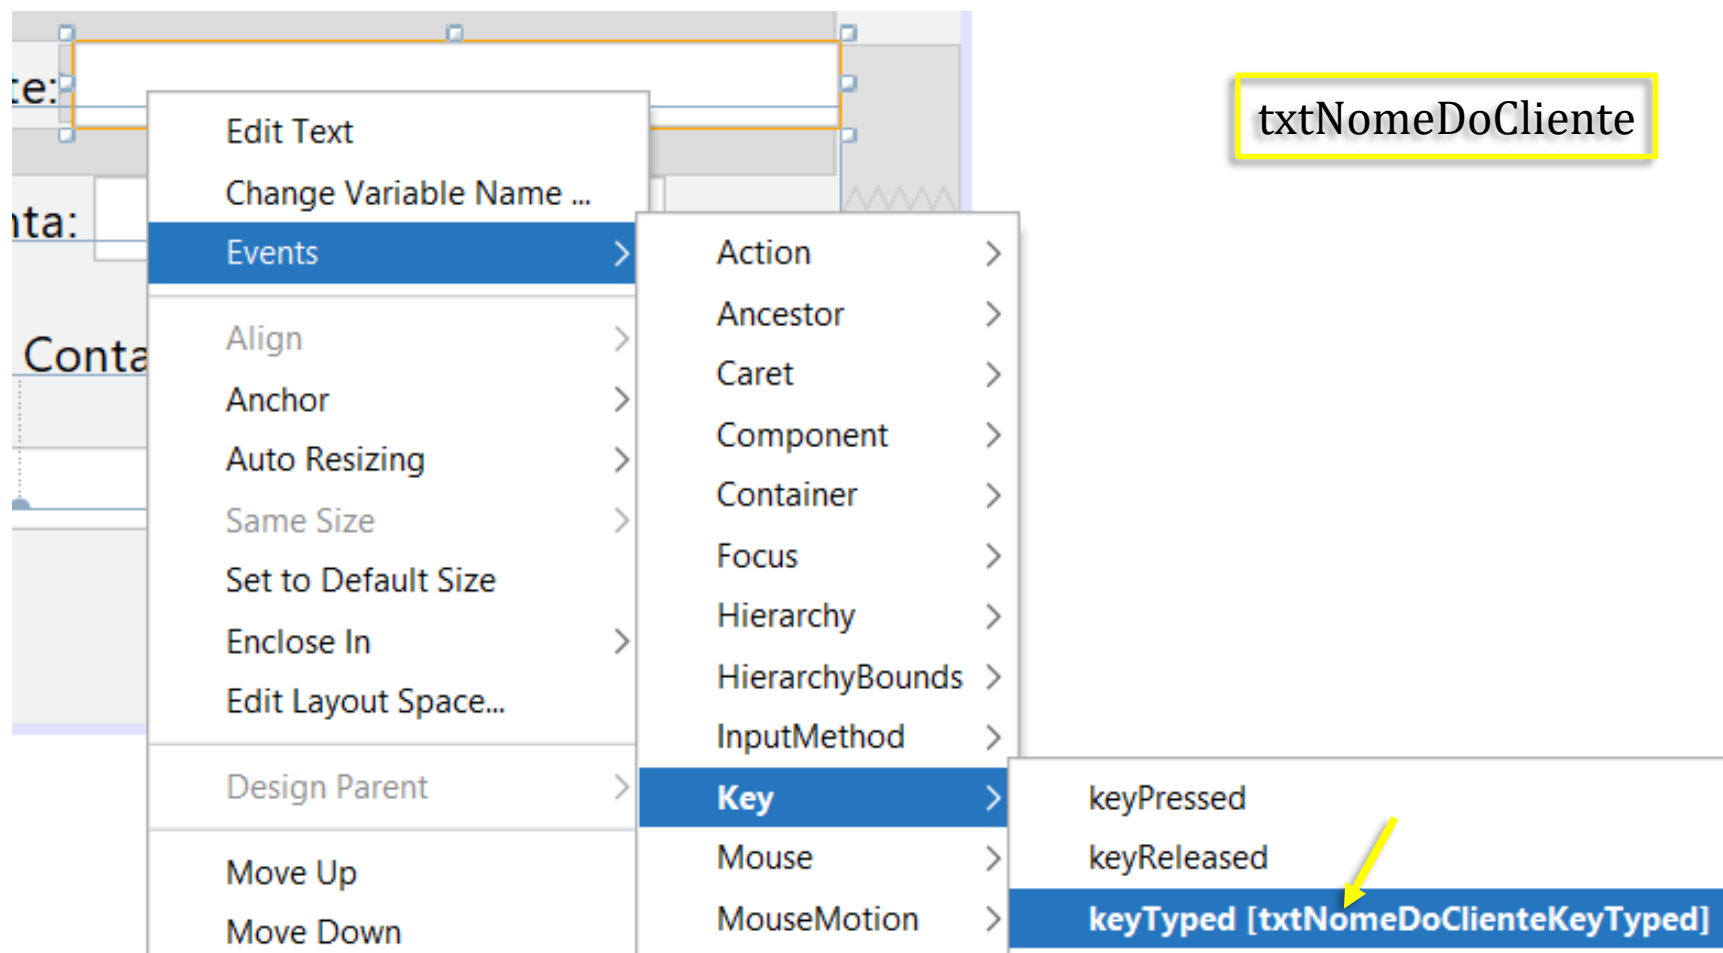 te:
txtNomeDoCliente
nta:
Conta
Edit Text
Change Variable Name ...
Events
Align
Anchor
Auto Resizing
Same Size
Set to Default Size
Enclose In
Edit Layout Space...
Design Parent
Move Up
Move Down
Action
Ancestor
Caret
Component
Container
Focus
Hierarchy
HierarchyBounds
InputMethod
Key
Mouse
MouseMotion
keyPressed
keyReleased
keyTyped [txtNomeDoClienteKeyTyped]